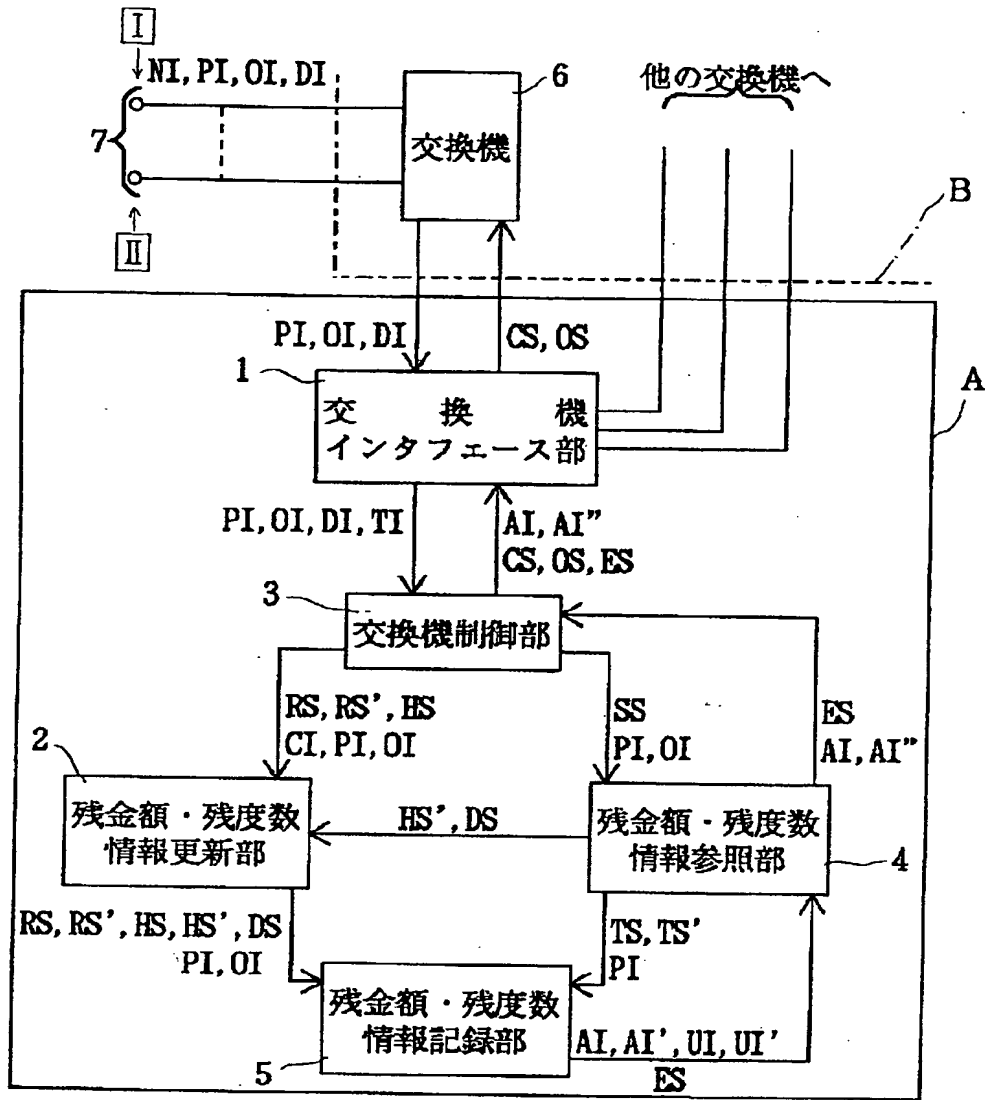 I
NI, PI, OI, DI
6
他の交換機へ
7
交換機
B
II
PI, OI, DI
CS, OS
1
A
交換機
インタフェース部
PI, OI, DI, TI
AI, AI”
CS, OS, ES
3
交換機制御部
RS, RS’, HS
CI, PI, OI
SS
PI, OI
ES
AI, AI”
2
残金額・残度数
情報更新部
HS’, DS
残金額・残度数
情報参照部
4
RS, RS’, HS, HS’, DS
PI, OI
TS, TS’
PI
残金額・残度数
情報記録部
5
AI, AI’, UI, UI’
ES